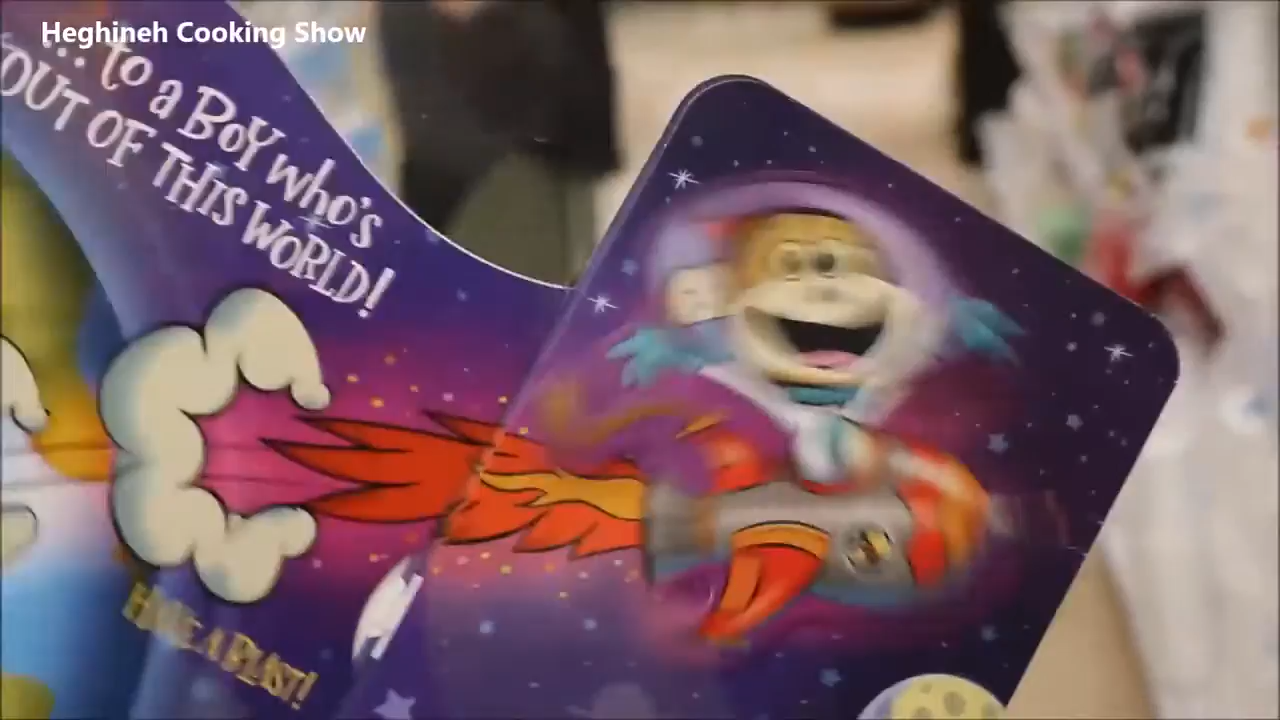 Heghineh Cooking Show
... to a BoY who's
OUT OF THIS WORLD!
HAVE A BLAST!